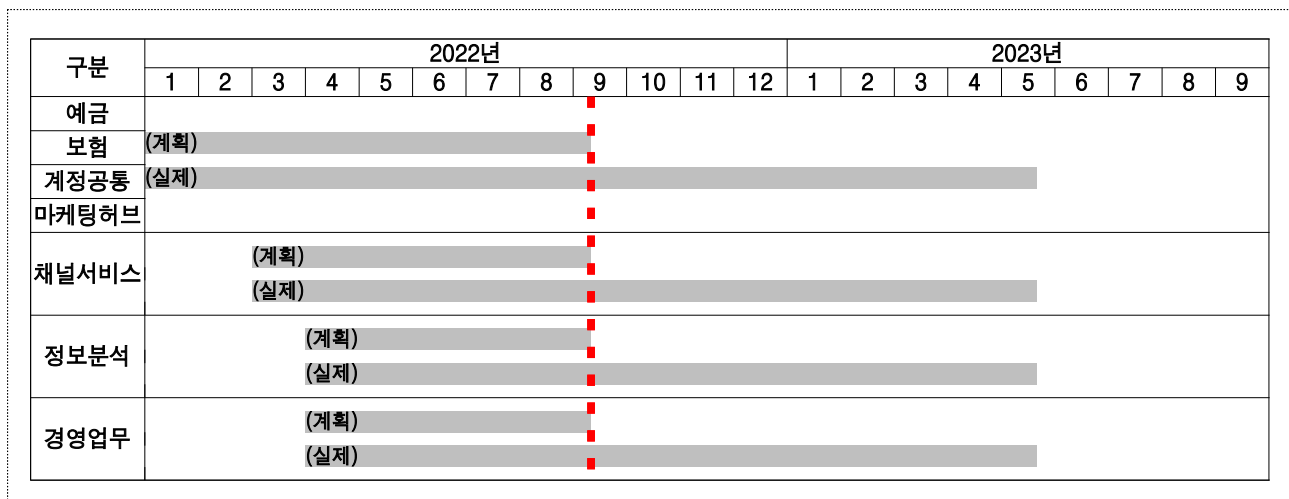 구분 2022년 2023년
1 2 3 4 5 6 7 8 9 10 11 12 1 2 3 4 5 6 7 8 9
예금
보험 (계획)
계정공통 (실제)
마케팅허브
(계획)
채널서비스
(실제)
(계획)
정보분석
(실제)
(계획)
경영업무
(실제)